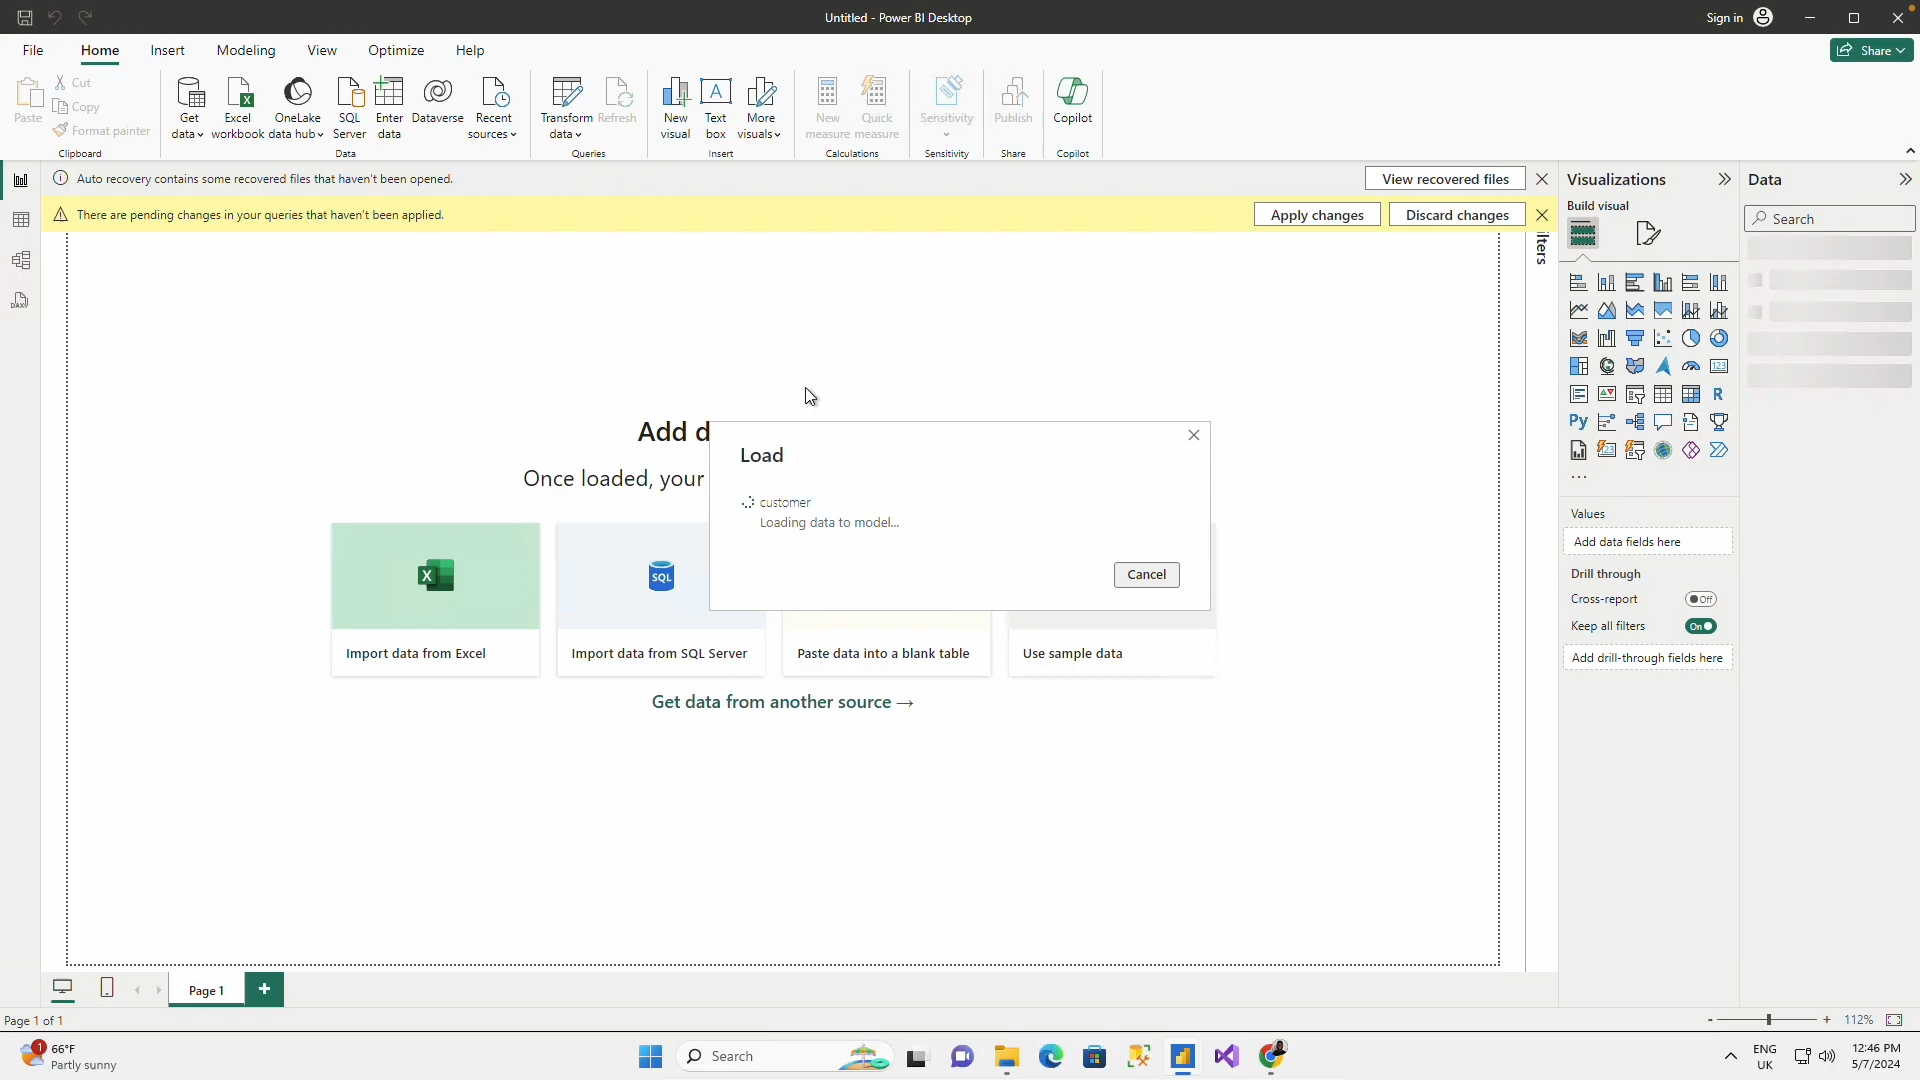 Untitled - Power BI Desktop
Sign in
File Home Insert Modeling View Optimize Help
Share
Paste
Cut
Copy
Format painter
Clipboard
Get data
Excel workbook
OneLake data hub
SQL Server
Enter data
Dataverse
Recent sources
Data
Transform data
Refresh
Queries
New visual
Text box
More visuals
Insert
New measure
Quick measure
Calculations
Sensitivity
Sensitivity
Publish
Share
Copilot
Copilot
Auto recovery contains some recovered files that haven't been opened.
View recovered files
There are pending changes in your queries that haven't been applied.
Apply changes
Discard changes
Visualizations
Build visual
Data
Search
Add d
Once loaded, your
Load
customer
Loading data to model...
Cancel
SQL
Import data from Excel
Import data from SQL Server
Paste data into a blank table
Use sample data
Get data from another source →
R
Py
123
...
Values
Add data fields here
Drill through
Cross-report
Off
Keep all filters
On
Add drill-through fields here
Page 1
+
Page 1 of 1
- + 112%
1
66°F
Partly sunny
Search
ENG
UK
12:46 PM
5/7/2024